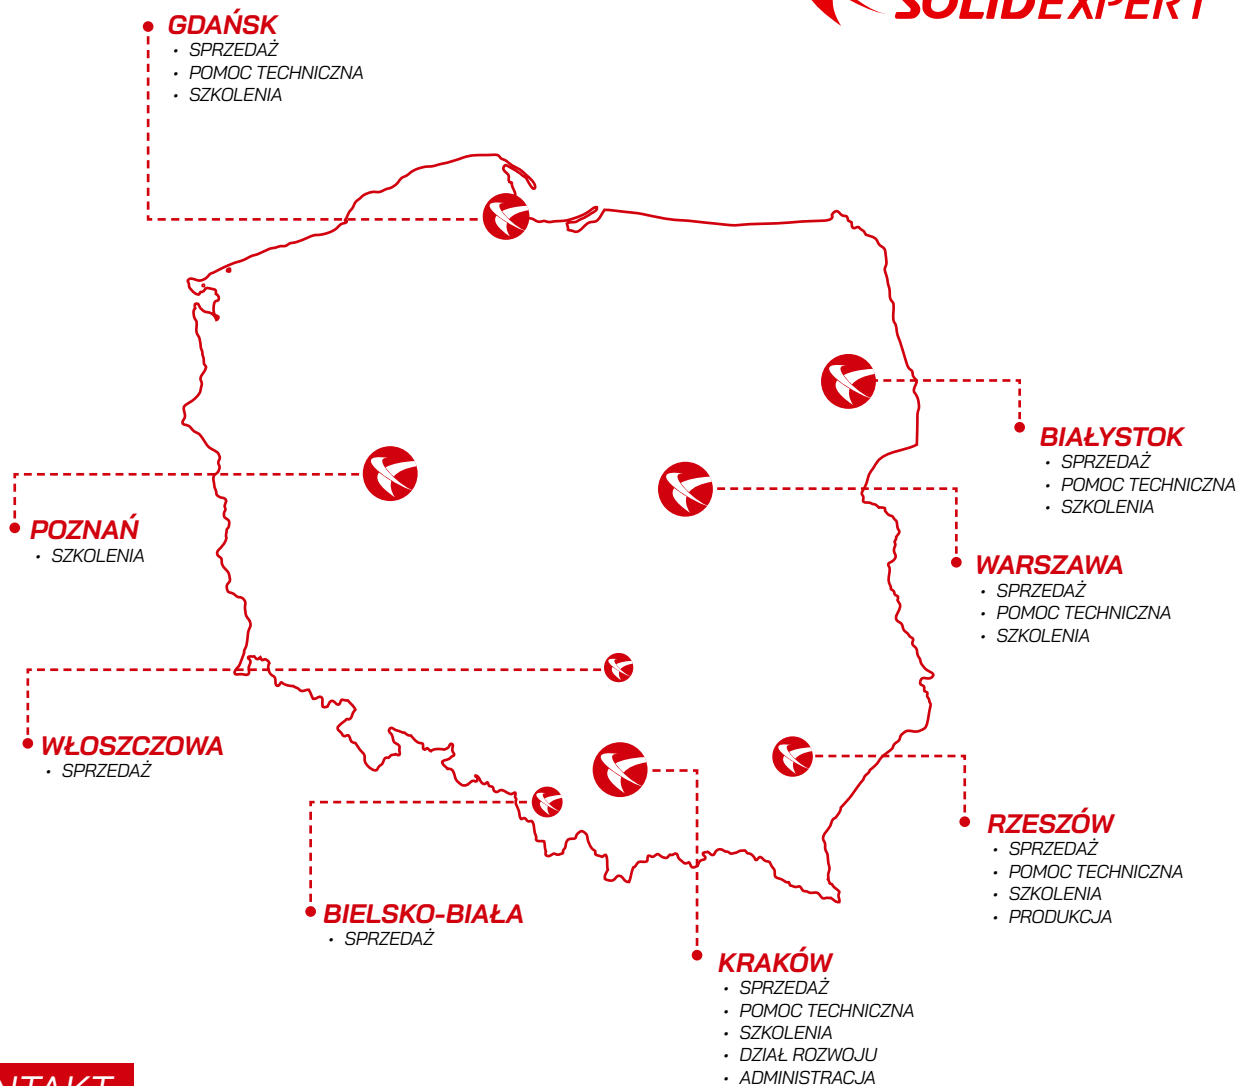 SOLIDEXPERT
GDAŃSK
• SPRZEDAŻ
• POMOC TECHNICZNA
• SZKOLENIA
BIAŁYSTOK
• SPRZEDAŻ
• POMOC TECHNICZNA
• SZKOLENIA
POZNAŃ
• SZKOLENIA
WARSZAWA
• SPRZEDAŻ
• POMOC TECHNICZNA
• SZKOLENIA
WŁOSZCZOWA
• SPRZEDAŻ
RZESZÓW
• SPRZEDAŻ
• POMOC TECHNICZNA
• SZKOLENIA
• PRODUKCJA
BIELSKO-BIAŁA
• SPRZEDAŻ
KRAKÓW
• SPRZEDAŻ
• POMOC TECHNICZNA
• SZKOLENIA
• DZIAŁ ROZWOJU
• ADMINISTRACJA